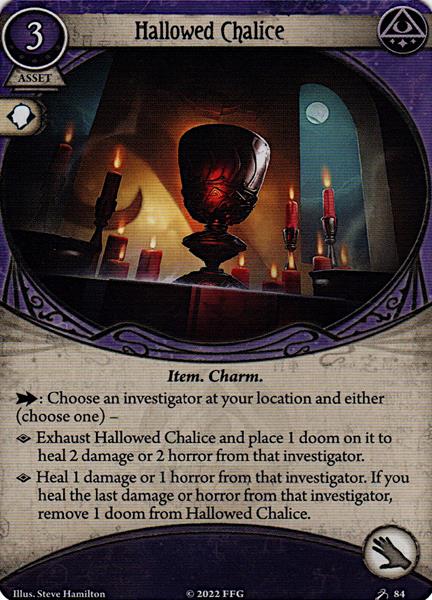 Hallowed Chalice
3
ASSET
Item. Charm.
: Choose an investigator at your location and either
(choose one) –
Exhaust Hallowed Chalice and place 1 doom on it to
heal 2 damage or 2 horror from that investigator.
Heal 1 damage or 1 horror from that investigator. If you
heal the last damage or horror from that investigator,
remove 1 doom from Hallowed Chalice.
Illus. Steve Hamilton
© 2022 FFG
84